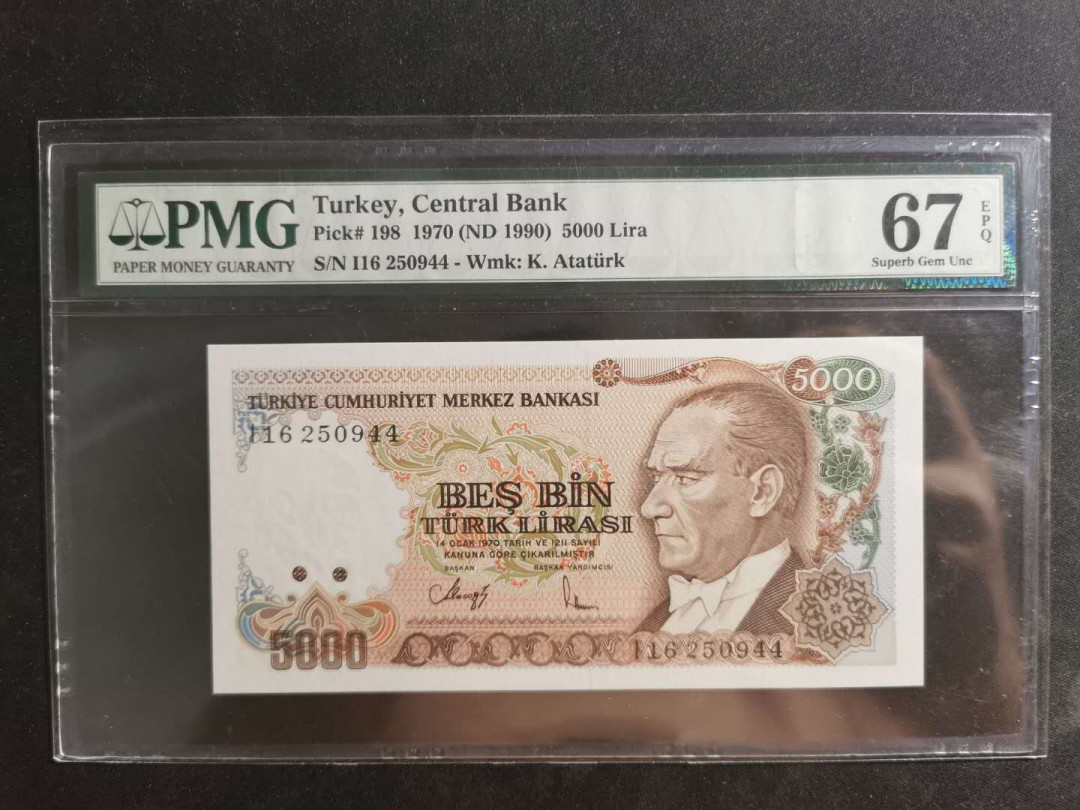 PMG
PAPER MONEY GUARANTY
Turkey, Central Bank
Pick# 198 1970 (ND 1990) 5000 Lira
S/N I16 250944 - Wmk: K. Atatürk
67
EPQ
Superb Gem Unc
5000
TÜRKİYE CUMHURİYET MERKEZ BANKASI
I16 250944
BEŞ BİN
TÜRK LİRASI
14 OCAK 1970 TARİH VE 1211 SAYILI
KANUNA GÖRE ÇIKARILMIŞTIR
BAŞKAN BAŞKAN YARDIMCISI
5000
I16 250944